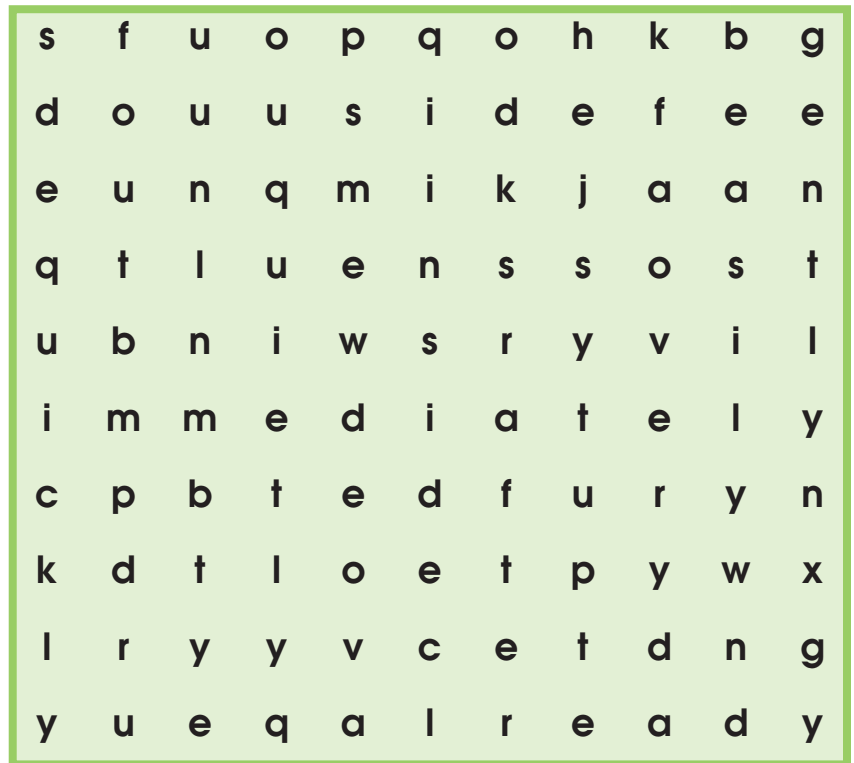 s f u o p q o h k b g
d o u u s i d e f e e
e u n q m i k j a a n
q t l u e n s s o s t
u b n i w s r y v i l
i m m e d i a t e l y
c p b t e d f u r y n
k d t l o e t p y w x
l r y y v c e t d n g
y u e q a l r e a d y